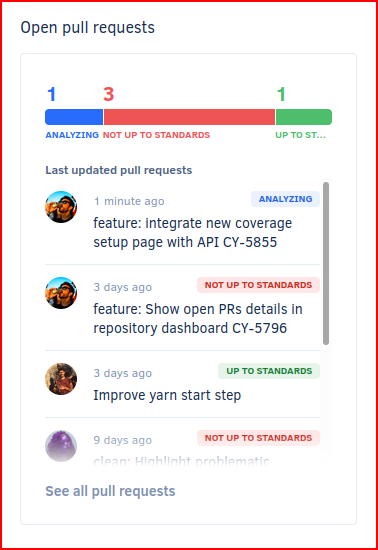 Open pull requests
1 3 1
ANALYZING NOT UP TO STANDARDS UP TO ST...
Last updated pull requests
1 minute ago ANALYZING
feature: integrate new coverage
setup page with API CY-5855
3 days ago NOT UP TO STANDARDS
feature: Show open PRs details in
repository dashboard CY-5796
3 days ago UP TO STANDARDS
Improve yarn start step
9 days ago NOT UP TO STANDARDS
clean: Highlight problematic
See all pull requests